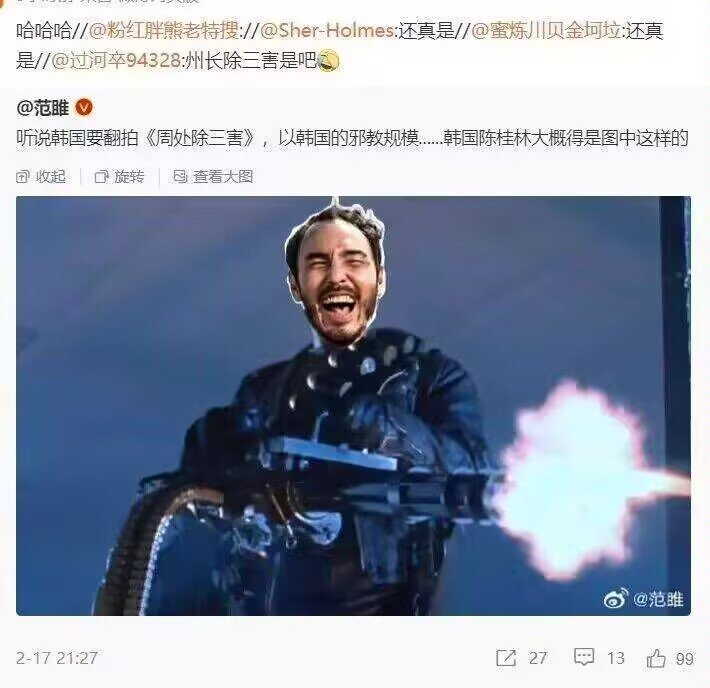 哈哈哈//@粉红胖熊老特搜://@Sher-Holmes:还真是//@蜜炼川贝金坷垃:还真
是//@过河卒94328:州长除三害是吧
@范雎
听说韩国要翻拍《周处除三害》，以韩国的邪教规模......韩国陈桂林大概得是图中这样的
收起 旋转 查看大图
@范雎
2-17 21:27 27 13 99